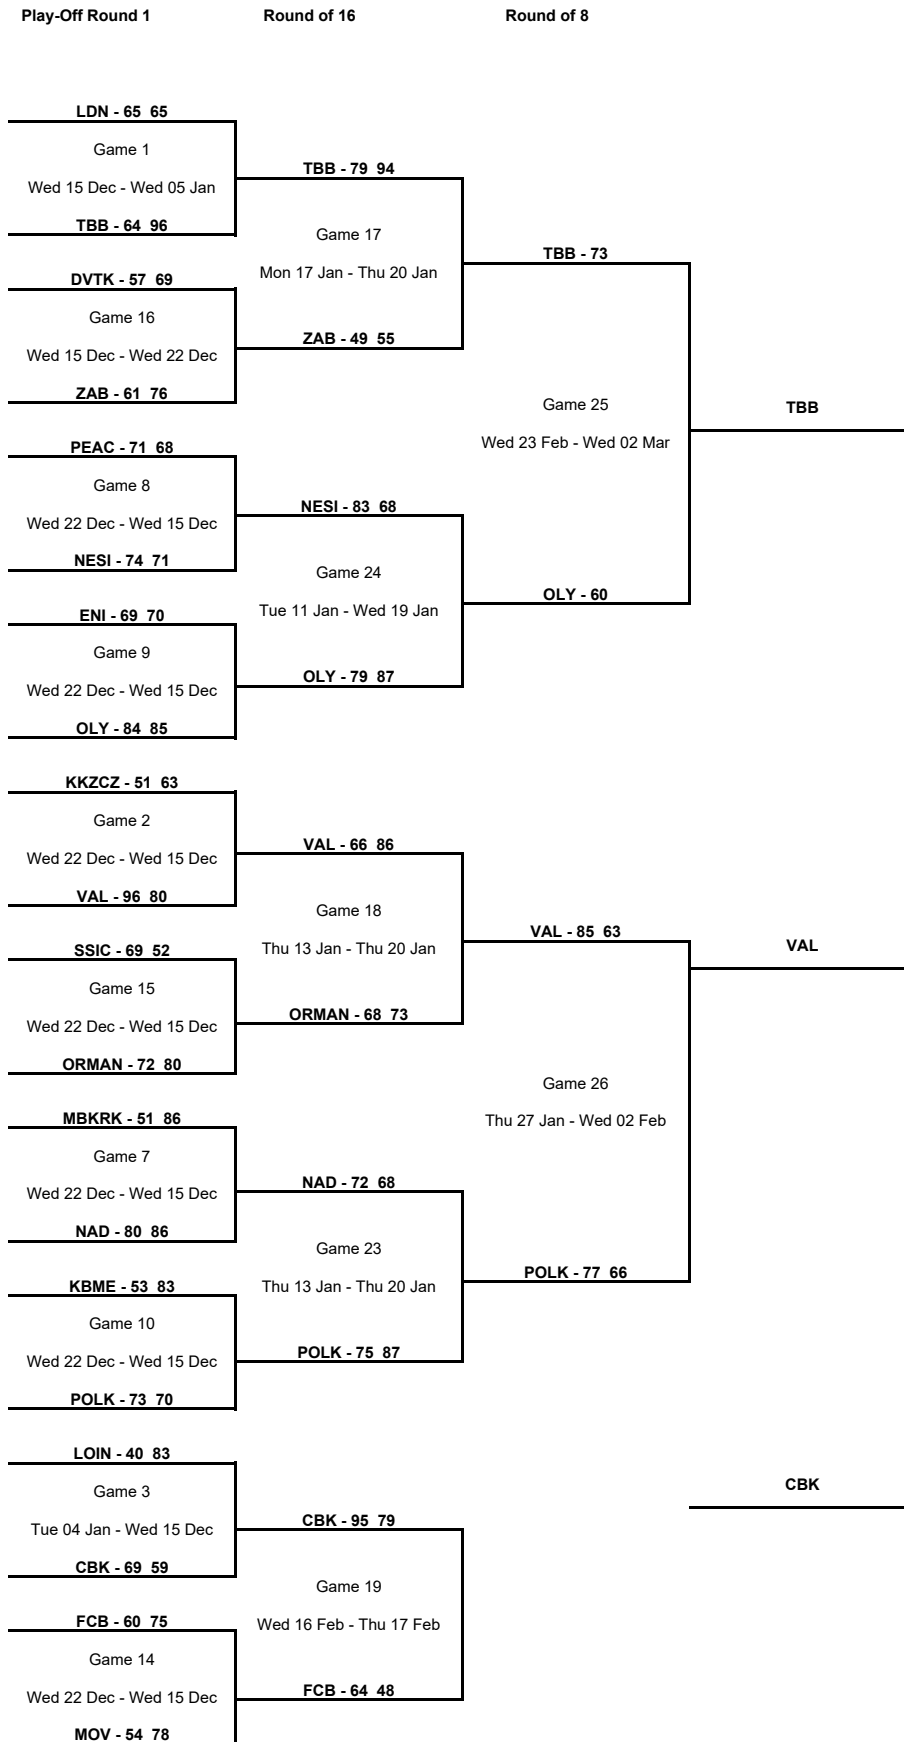 Play-Off Round 1
Round of 16
Round of 8
LDN - 65 65
Game 1
Wed 15 Dec - Wed 05 Jan
TBB - 64 96
DVTK - 57 69
Game 16
Wed 15 Dec - Wed 22 Dec
ZAB - 61 76
PEAC - 71 68
Game 8
Wed 22 Dec - Wed 15 Dec
NESI - 74 71
ENI - 69 70
Game 9
Wed 22 Dec - Wed 15 Dec
OLY - 84 85
KKZCZ - 51 63
Game 2
Wed 22 Dec - Wed 15 Dec
VAL - 96 80
SSIC - 69 52
Game 15
Wed 22 Dec - Wed 15 Dec
ORMAN - 72 80
MBKRK - 51 86
Game 7
Wed 22 Dec - Wed 15 Dec
NAD - 80 86
KBME - 53 83
Game 10
Wed 22 Dec - Wed 15 Dec
POLK - 73 70
LOIN - 40 83
Game 3
Tue 04 Jan - Wed 15 Dec
CBK - 69 59
FCB - 60 75
Game 14
Wed 22 Dec - Wed 15 Dec
MOV - 54 78
TBB - 79 94
Game 17
Mon 17 Jan - Thu 20 Jan
ZAB - 49 55
NESI - 83 68
Game 24
Tue 11 Jan - Wed 19 Jan
OLY - 79 87
VAL - 66 86
Game 18
Thu 13 Jan - Thu 20 Jan
ORMAN - 68 73
NAD - 72 68
Game 23
Thu 13 Jan - Thu 20 Jan
POLK - 75 87
CBK - 95 79
Game 19
Wed 16 Feb - Thu 17 Feb
FCB - 64 48
TBB - 73
Game 25
Wed 23 Feb - Wed 02 Mar
OLY - 60
VAL - 85 63
Game 26
Thu 27 Jan - Wed 02 Feb
POLK - 77 66
TBB
VAL
CBK